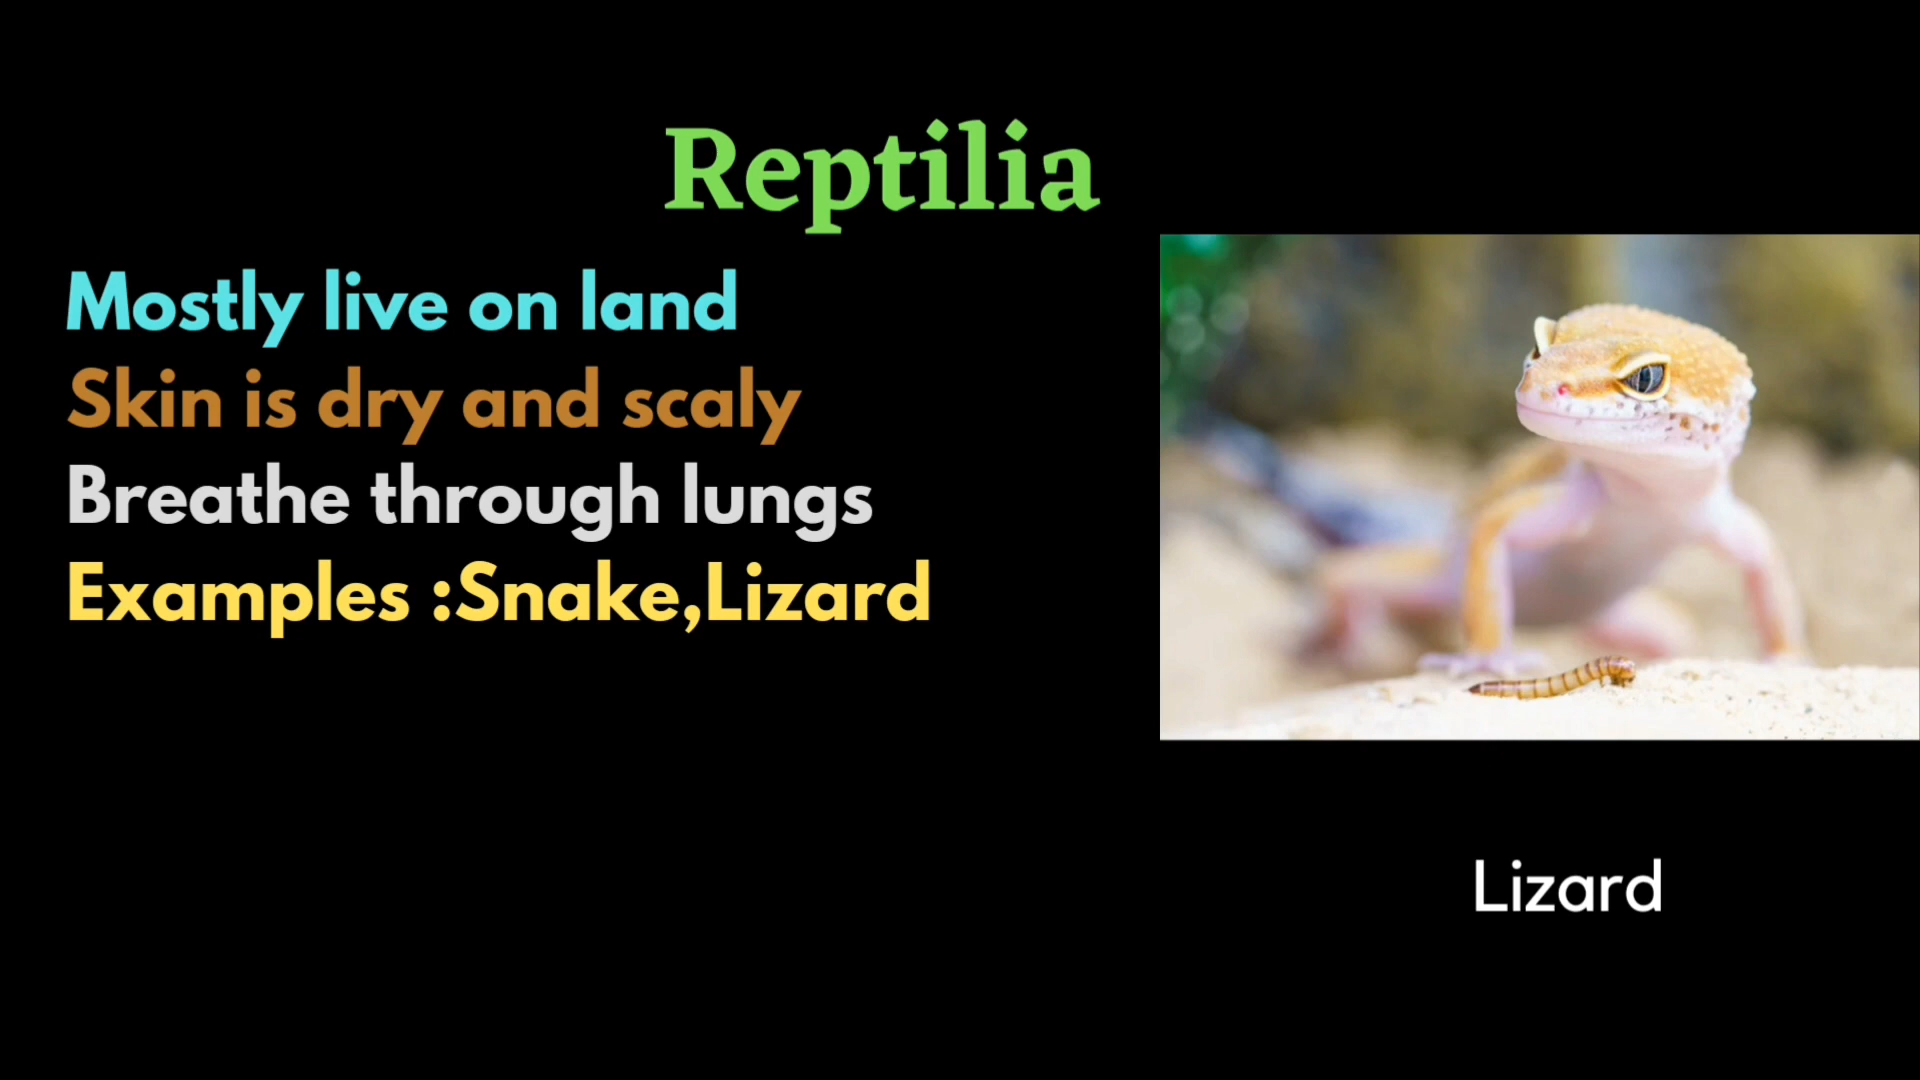 Reptilia
Mostly live on land
Skin is dry and scaly
Breathe through lungs
Examples :Snake,Lizard
Lizard